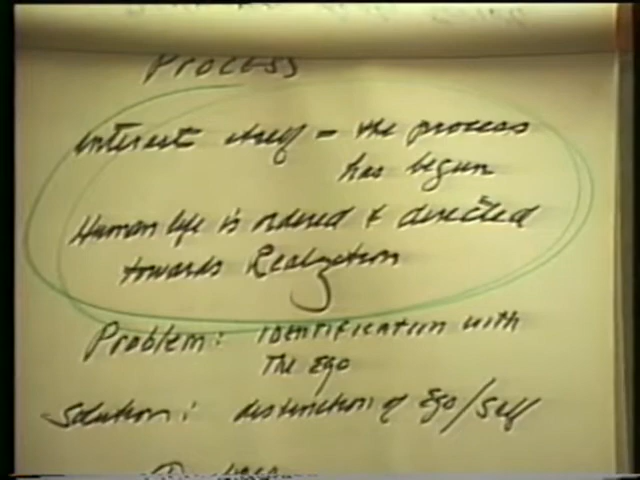 Process
Interest itself = the process
has begun
Human life is ordered & directed
towards Realization
Problem: identification with
The Ego
Solution: distinction of Ego/Self